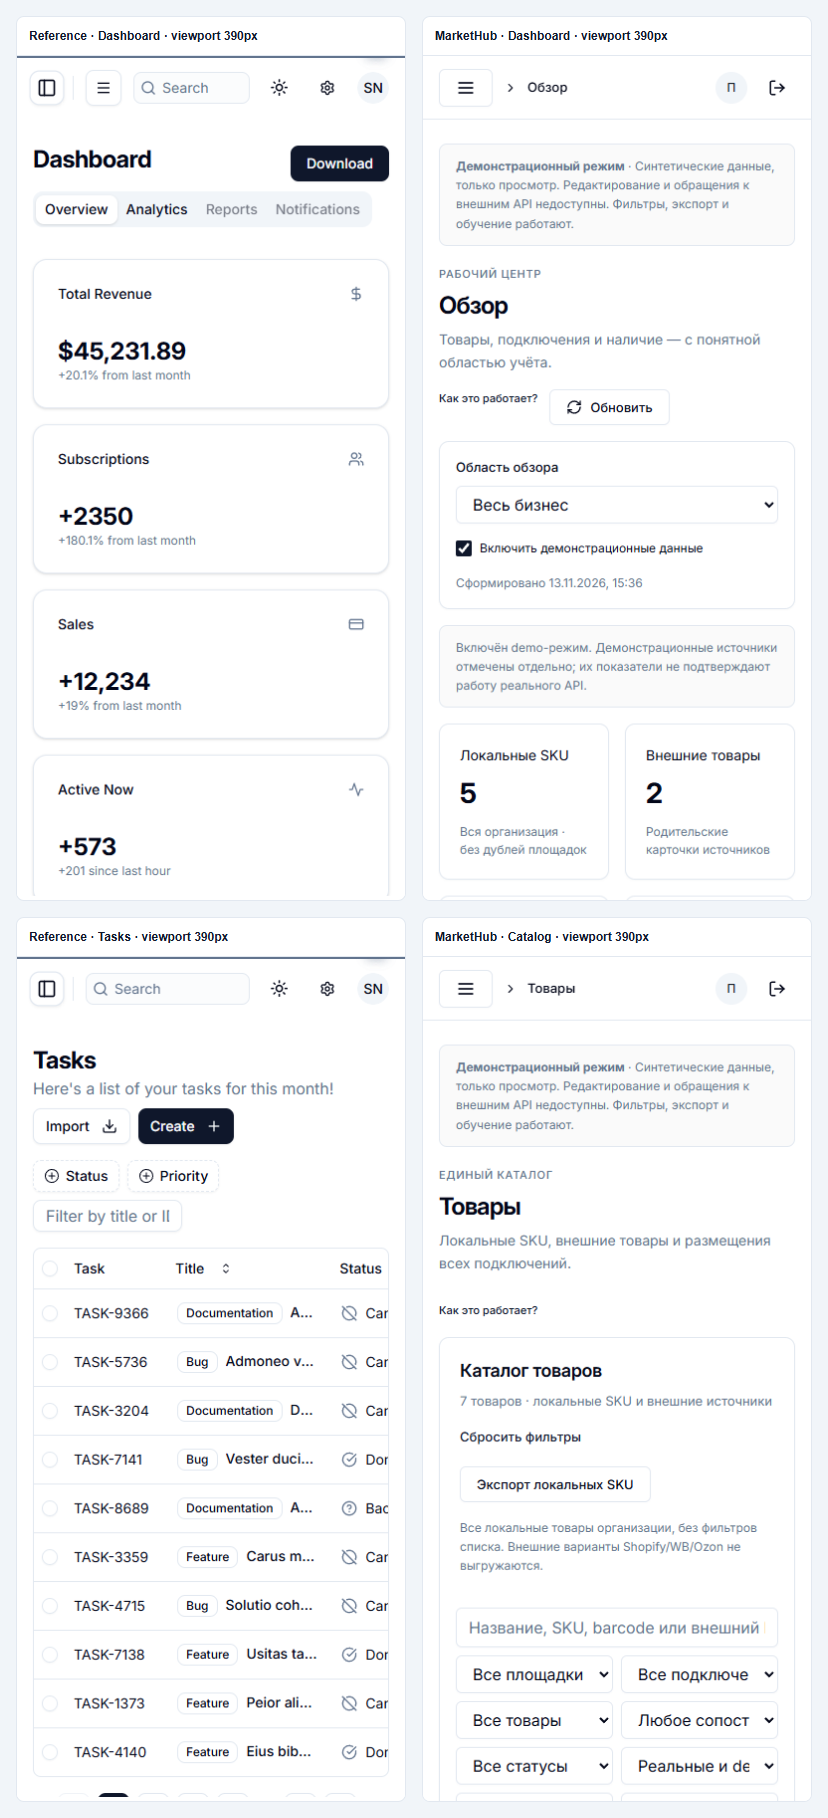 Reference · Dashboard · viewport 390px
Search
SN
Dashboard
Download
Overview Analytics Reports Notifications
Total Revenue
$45,231.89
+20.1% from last month
Subscriptions
+2350
+180.1% from last month
Sales
+12,234
+19% from last month
Active Now
+573
+201 since last hour
MarketHub · Dashboard · viewport 390px
Обзор
П
Демонстрационный режим · Синтетические данные,
только просмотр. Редактирование и обращения к
внешним API недоступны. Фильтры, экспорт и
обучение работают.
РАБОЧИЙ ЦЕНТР
Обзор
Товары, подключения и наличие — с понятной
областью учёта.
Как это работает?
Обновить
Область обзора
Весь бизнес
Включить демонстрационные данные
Сформировано 13.11.2026, 15:36
Включён demo-режим. Демонстрационные источники
отмечены отдельно; их показатели не подтверждают
работу реального API.
Локальные SKU
5
Вся организация ·
без дублей площадок
Внешние товары
2
Родительские
карточки источников
Reference · Tasks · viewport 390px
Search
SN
Tasks
Here's a list of your tasks for this month!
Import
Create
Status
Priority
Filter by title or II
Task Title Status
TASK-9366 Documentation A... Car
TASK-5736 Bug Admoneo v... Car
TASK-3204 Documentation D... Car
TASK-7141 Bug Vester duci... Dor
TASK-8689 Documentation A... Bac
TASK-3359 Feature Carus m... Car
TASK-4715 Bug Solutio coh... Car
TASK-7138 Feature Usitas ta... Dor
TASK-1373 Feature Peior ali... Car
TASK-4140 Feature Eius bib... Dor
MarketHub · Catalog · viewport 390px
Товары
П
Демонстрационный режим · Синтетические данные,
только просмотр. Редактирование и обращения к
внешним API недоступны. Фильтры, экспорт и
обучение работают.
ЕДИНЫЙ КАТАЛОГ
Товары
Локальные SKU, внешние товары и размещения
всех подключений.
Как это работает?
Каталог товаров
7 товаров · локальные SKU и внешние источники
Сбросить фильтры
Экспорт локальных SKU
Все локальные товары организации, без фильтров
списка. Внешние варианты Shopify/WB/Ozon не
выгружаются.
Название, SKU, barcode или внешний
Все площадки
Все подключе
Все товары
Любое сопост
Все статусы
Реальные и de